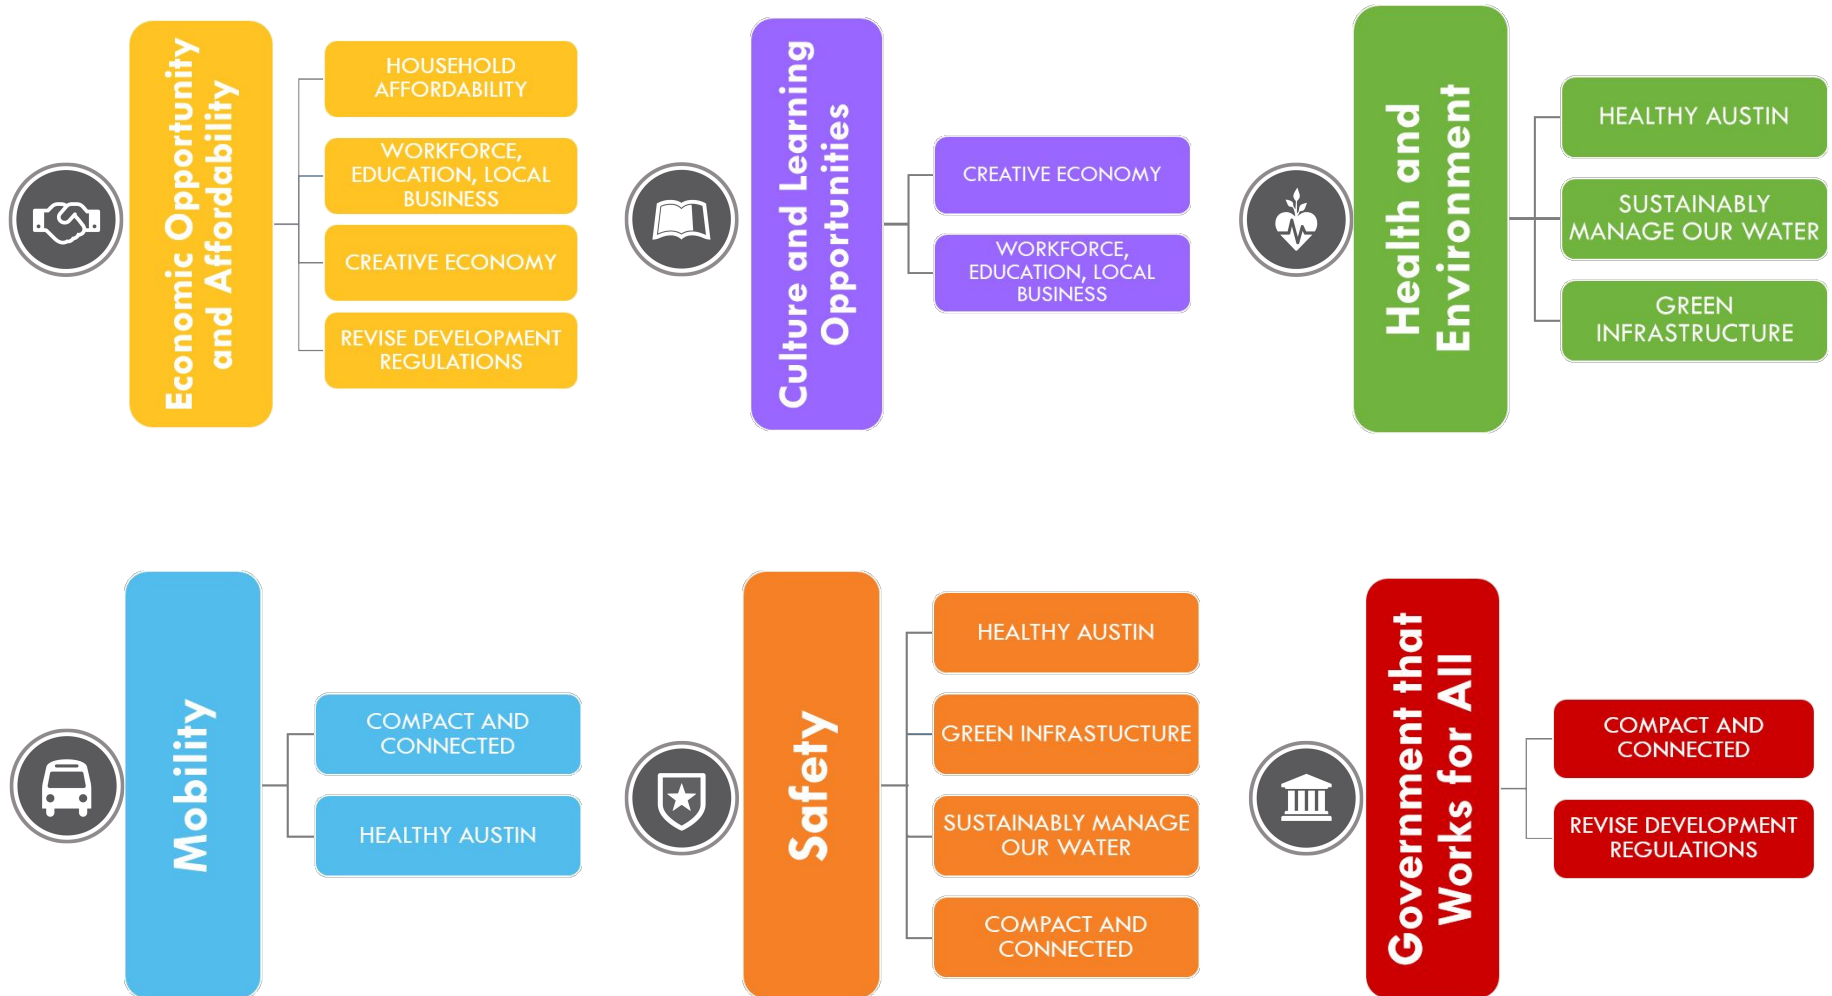 Economic Opportunity
and Affordability
HOUSEHOLD
AFFORDABILITY
WORKFORCE,
EDUCATION, LOCAL
BUSINESS
CREATIVE ECONOMY
REVISE DEVELOPMENT
REGULATIONS
Culture and Learning
Opportunities
CREATIVE ECONOMY
WORKFORCE,
EDUCATION, LOCAL
BUSINESS
Health and
Environment
HEALTHY AUSTIN
SUSTAINABLY
MANAGE OUR WATER
GREEN
INFRASTRUCTURE
Mobility
COMPACT AND
CONNECTED
HEALTHY AUSTIN
Safety
HEALTHY AUSTIN
GREEN INFRASTUCTURE
SUSTAINABLY MANAGE
OUR WATER
COMPACT AND
CONNECTED
Government that
Works for All
COMPACT AND
CONNECTED
REVISE DEVELOPMENT
REGULATIONS